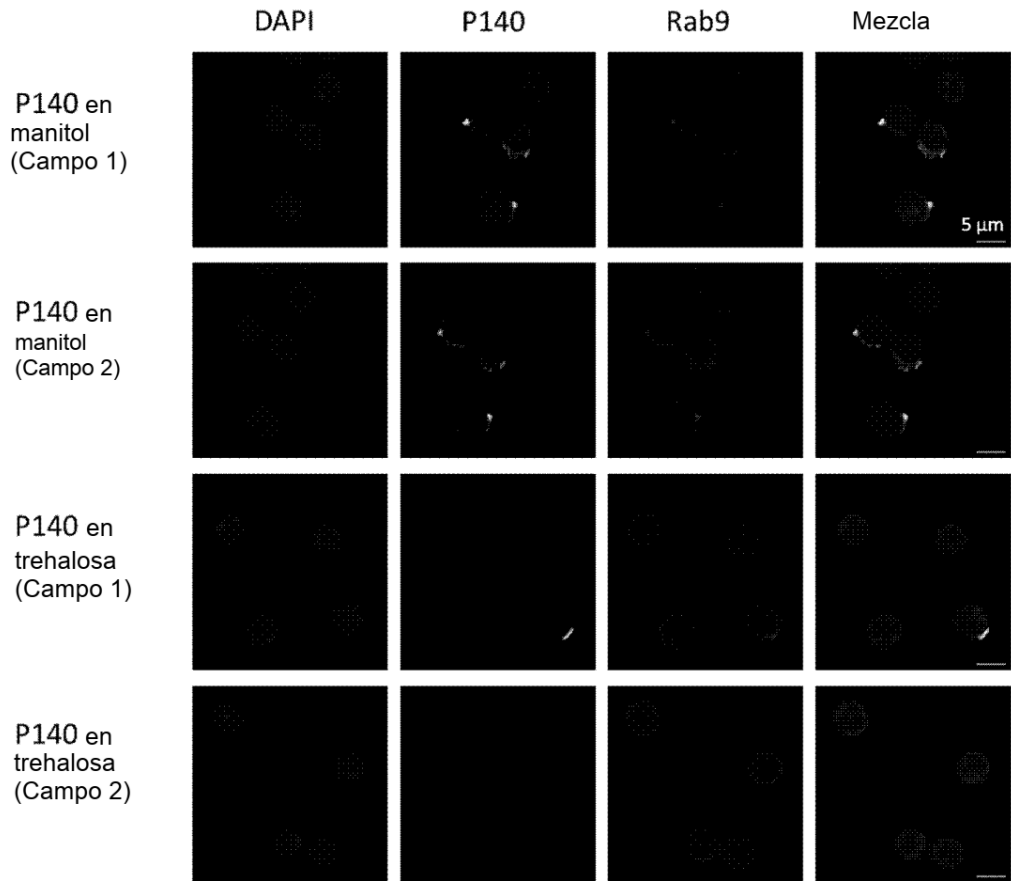 DAPI P140 Rab9 Mezcla
P140 en
manitol
(Campo 1)
5 µm
P140 en
manitol
(Campo 2)
P140 en
trehalosa
(Campo 1)
P140 en
trehalosa
(Campo 2)